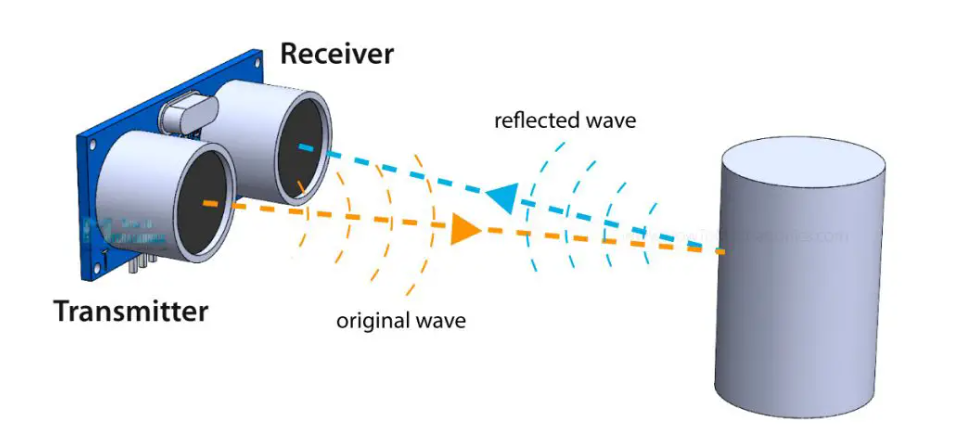 Receiver
reflected wave
Transmitter
original wave